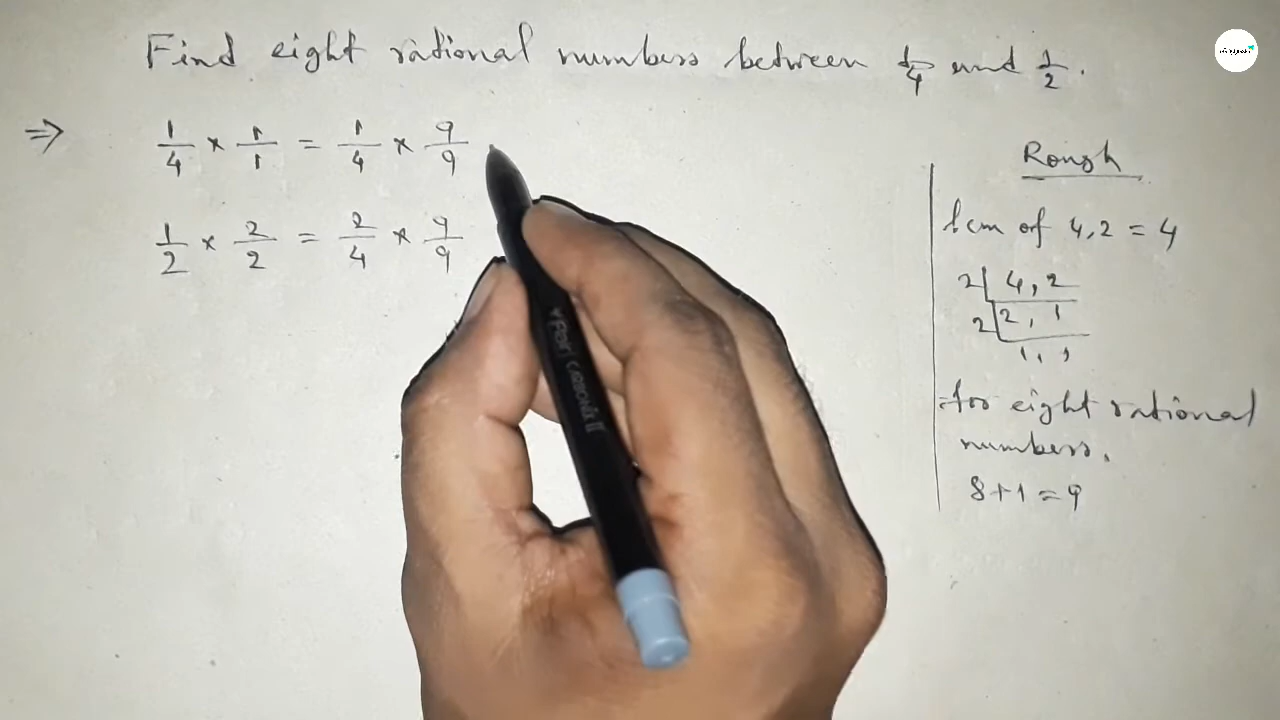 Find eight rational numbers between 1/4 and 1/2.
⇒ 1/4 × 1/1 = 1/4 × 9/9
1/2 × 2/2 = 2/4 × 9/9
Rough
lcm of 4,2 = 4
2 | 4, 2
2 | 2, 1
1, 1
for eight rational
numbers,
8+1=9